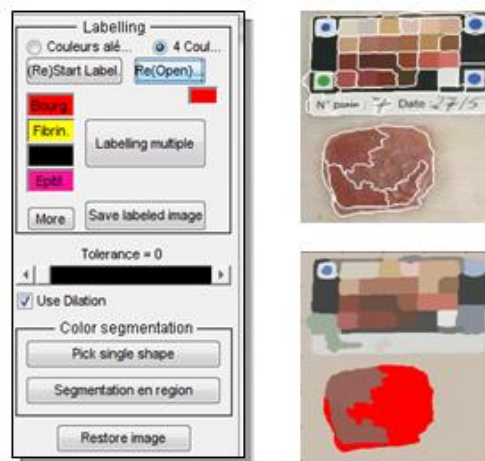 Labelling
Couleurs alé... 4 Coul...
(Re)Start Label. Re(Open)...
Bourg.
Fibrin.
Labelling multiple
Epitl
More Save labeled image
Tolerance = 0
Use Dilation
Color segmentation
Pick single shape
Segmentation en region
Restore image
N° Date 27/5